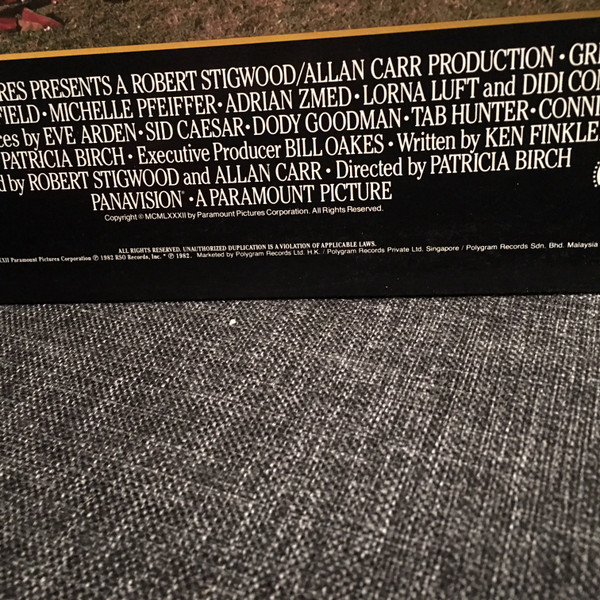 RES PRESENTS A ROBERT STIGWOOD/ALLAN CARR PRODUCTION · GR
FIELD · MICHELLE PFEIFFER · ADRIAN ZMED · LORNA LUFT and DIDI CO
ces by EVE ARDEN · SID CAESAR · DODY GOODMAN · TAB HUNTER · CONN
PATRICIA BIRCH · Executive Producer BILL OAKES · Written by KEN FINKLE
d by ROBERT STIGWOOD and ALLAN CARR · Directed by PATRICIA BIRCH
PANAVISION® · A PARAMOUNT PICTURE
Copyright © MCMLXXXII by Paramount Pictures Corporation. All Rights Reserved.
ALL RIGHTS RESERVED. UNAUTHORIZED DUPLICATION IS A VIOLATION OF APPLICABLE LAWS.
XXII Paramount Pictures Corporation ℗ 1982 RSO Records, Inc. * ℗ 1982. Marketed by Polygram Records Ltd. H.K. / Polygram Records Private Ltd. Singapore / Polygram Records Sdn. Bhd. Malaysia